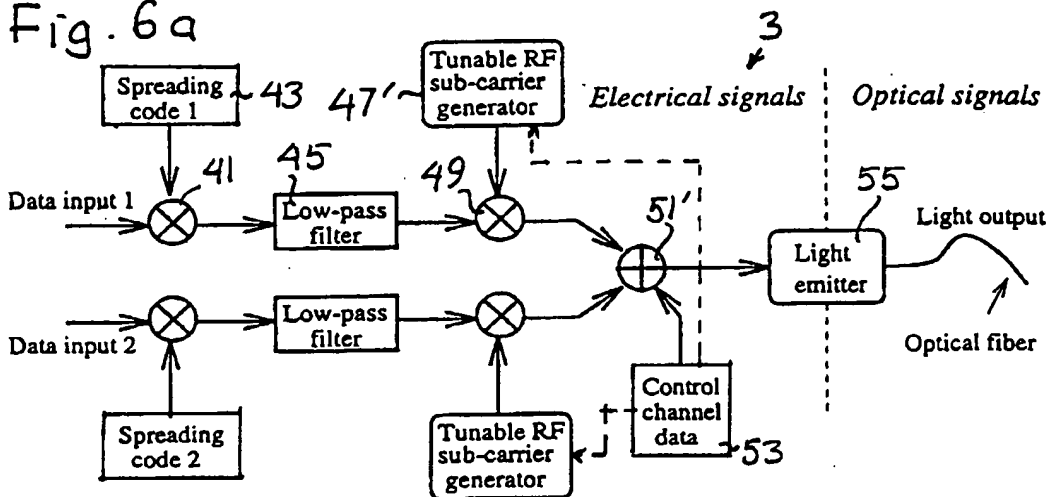 Fig. 6a
3
Tunable RF
sub-carrier
generator
47'
Spreading
code 1
43
Electrical signals
Optical signals
41
45
49
51'
55
Data input 1
Low-pass
filter
Light output
Light
emitter
Data input 2
Low-pass
filter
Optical fiber
Control
channel
data
53
Spreading
code 2
Tunable RF
sub-carrier
generator